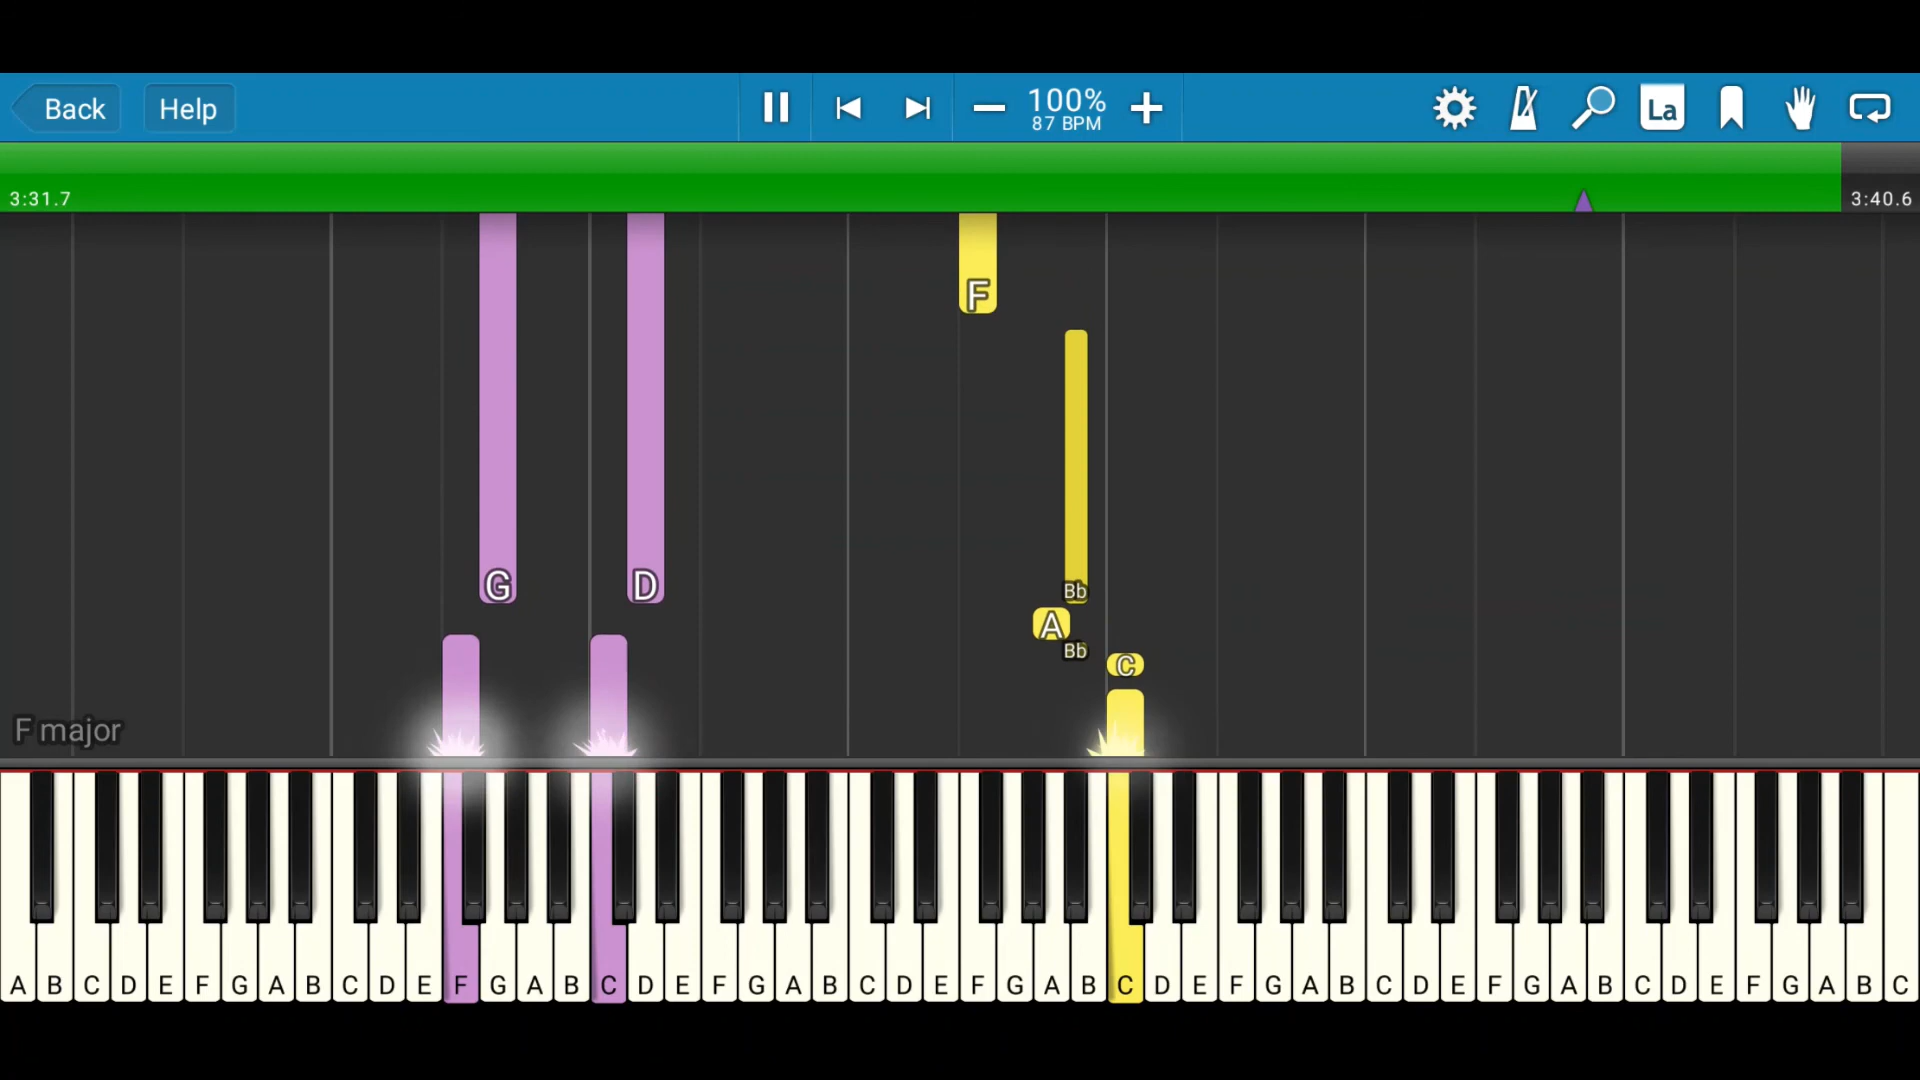 Back Help 100% La
87 BPM
3:31.7 3:40.6
F
G D Bb
A
Bb
C
F major
A B C D E F G A B C D E F G A B C D E F G A B C D E F G A B C D E F G A B C D E F G A B C D E F G A B C